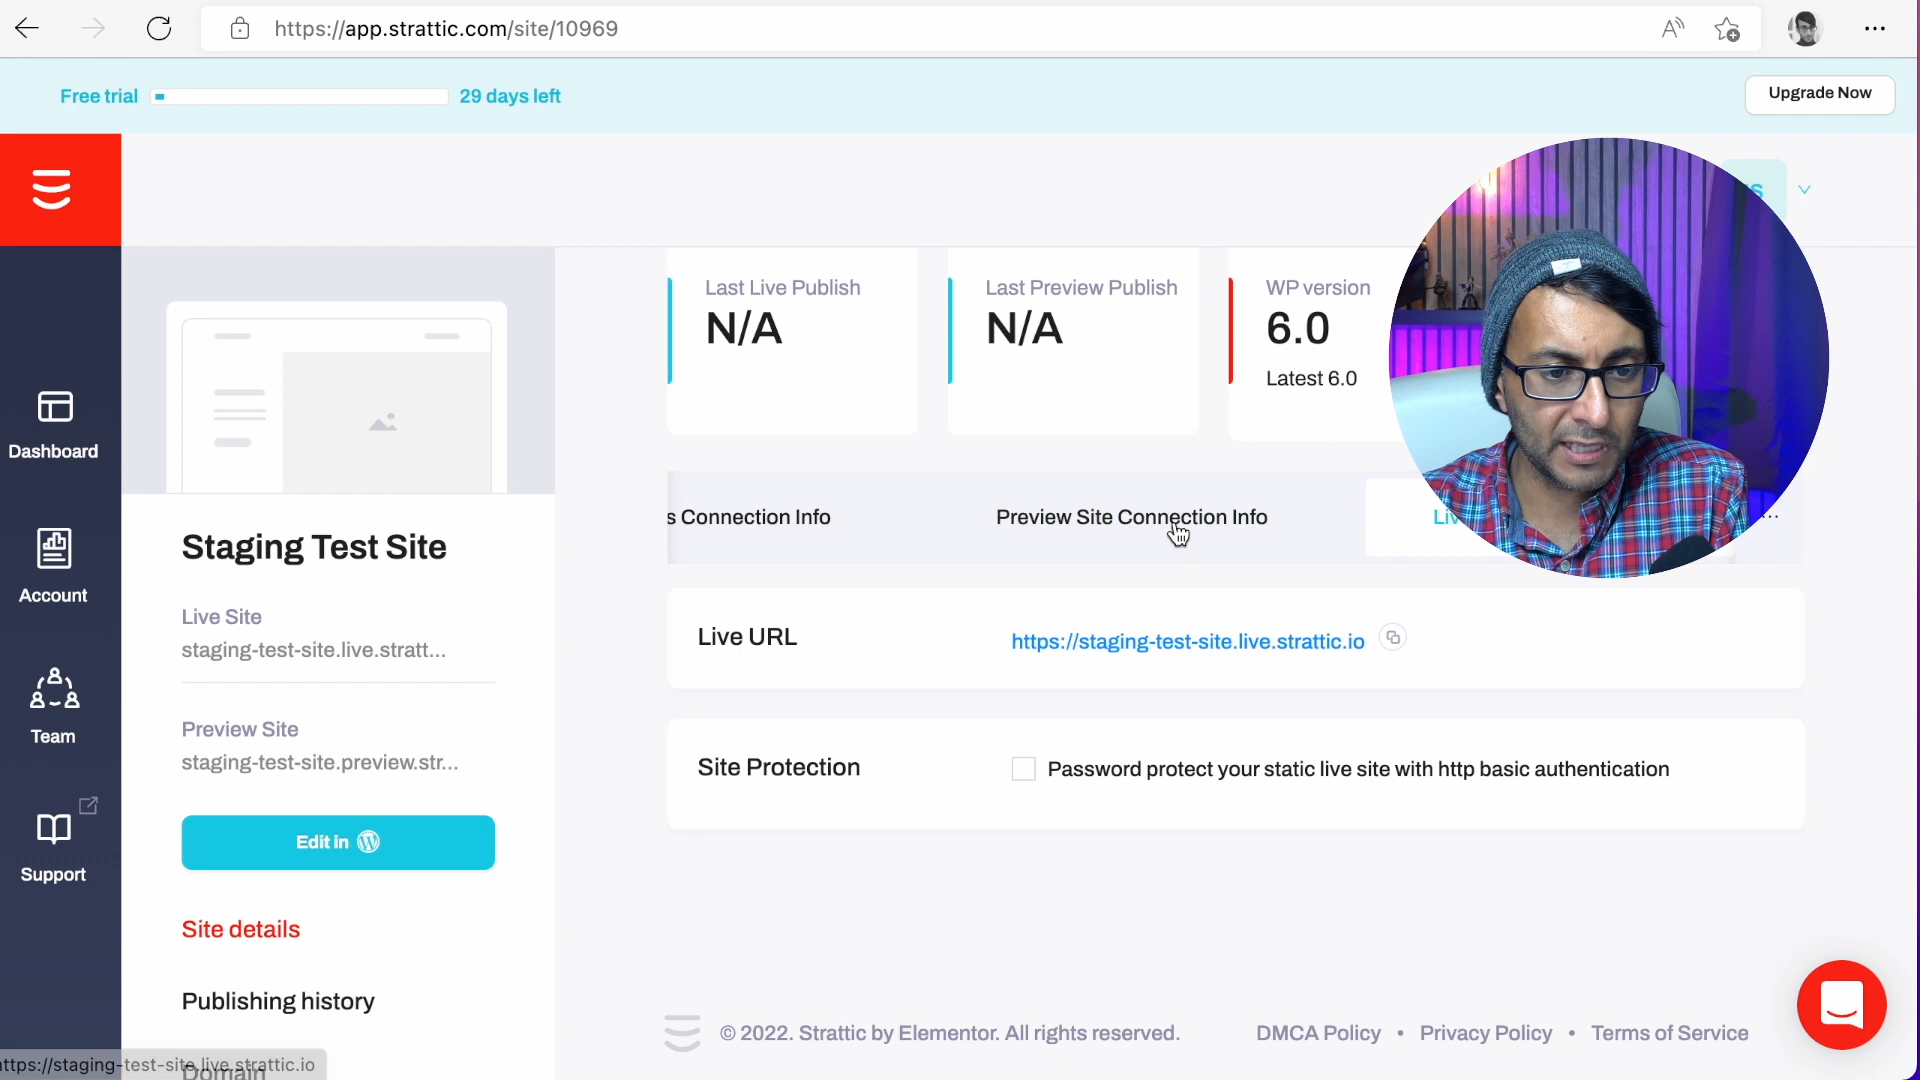 https://app.strattic.com/site/10969
Free trial
29 days left
Upgrade Now
S
Last Live Publish
N/A
Last Preview Publish
N/A
WP version
6.0
Latest 6.0
Dashboard
Account
Team
Support
s Connection Info
Preview Site Connection Info
Liv
Staging Test Site
Live Site
staging-test-site.live.stratt...
Preview Site
staging-test-site.preview.str...
Edit in
Site details
Publishing history
Domain
Live URL
https://staging-test-site.live.strattic.io
Site Protection
Password protect your static live site with http basic authentication
© 2022. Strattic by Elementor. All rights reserved.
DMCA Policy • Privacy Policy • Terms of Service
ttps://staging-test-site.live.strattic.io